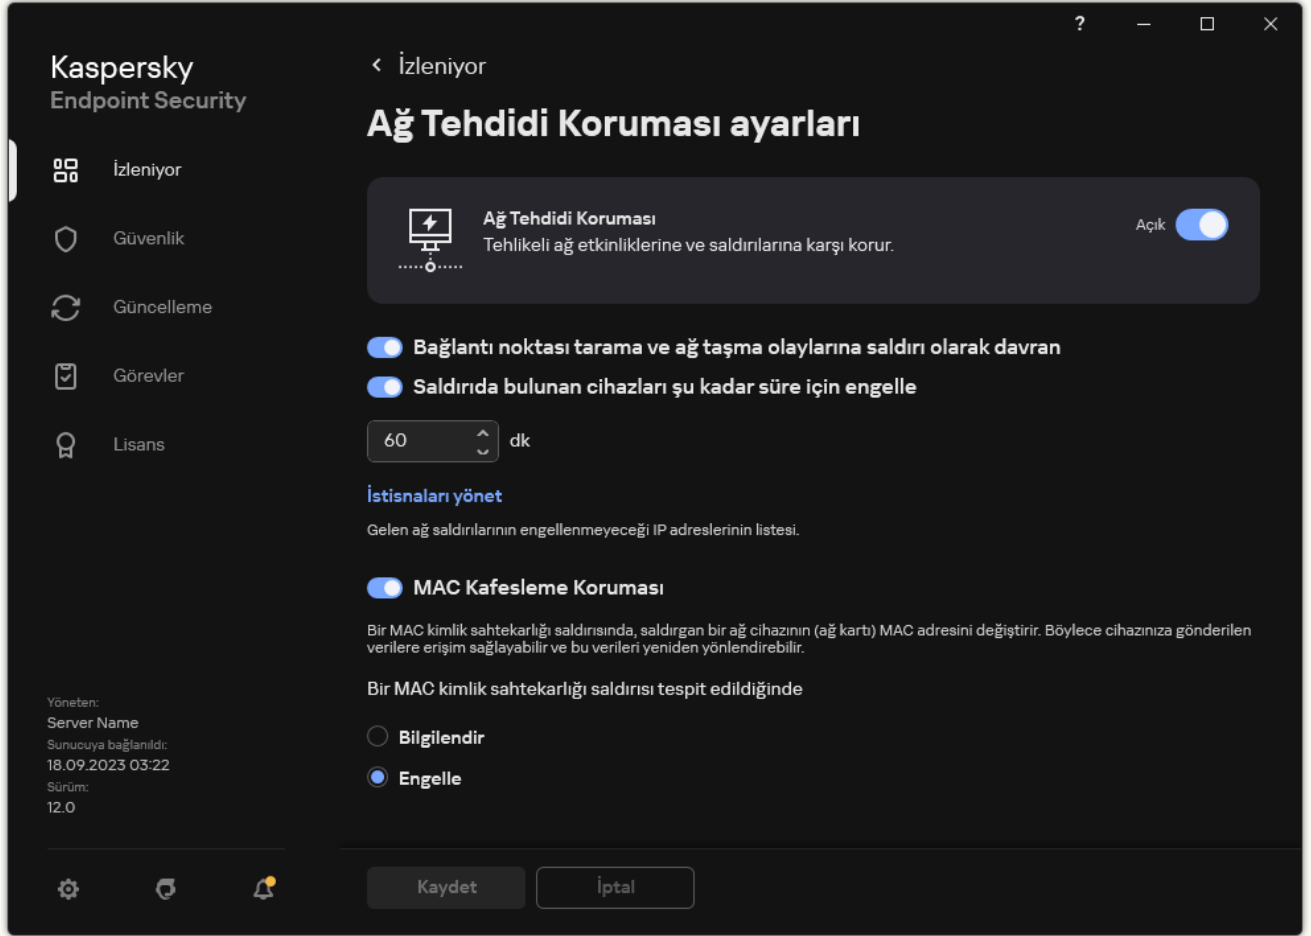 ?
Kaspersky
Endpoint Security
İzleniyor
Güvenlik
Güncelleme
Görevler
Lisans
Yöneten:
Server Name
Sunucuya bağlanıldı:
18.09.2023 03:22
Sürüm:
12.0
İzleniyor
Ağ Tehdidi Koruması ayarları
Ağ Tehdidi Koruması
Tehlikeli ağ etkinliklerine ve saldırılarına karşı korur.
Açık
Bağlantı noktası tarama ve ağ taşma olaylarına saldırı olarak davran
Saldırıda bulunan cihazları şu kadar süre için engelle
60 dk
İstisnaları yönet
Gelen ağ saldırılarının engellenmeyeceği IP adreslerinin listesi.
MAC Kafesleme Koruması
Bir MAC kimlik sahtekarlığı saldırısında, saldırgan bir ağ cihazının (ağ kartı) MAC adresini değiştirir. Böylece cihazınıza gönderilen
verilere erişim sağlayabilir ve bu verileri yeniden yönlendirebilir.
Bir MAC kimlik sahtekarlığı saldırısı tespit edildiğinde
Bilgilendir
Engelle
Kaydet
İptal